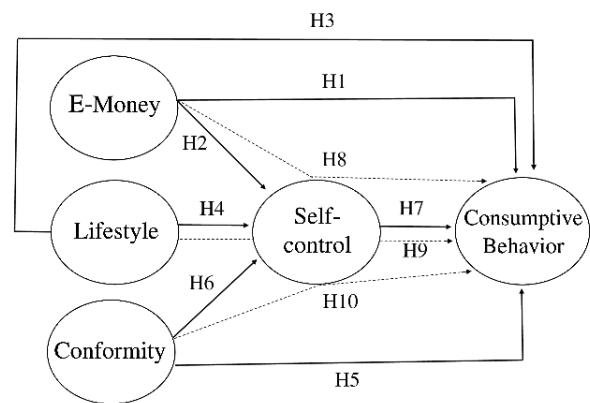 H3
H1
E-Money
H2
H8
H4
Lifestyle
Self-
control
H7
Consumptive
Behavior
H9
H6
H10
Conformity
H5